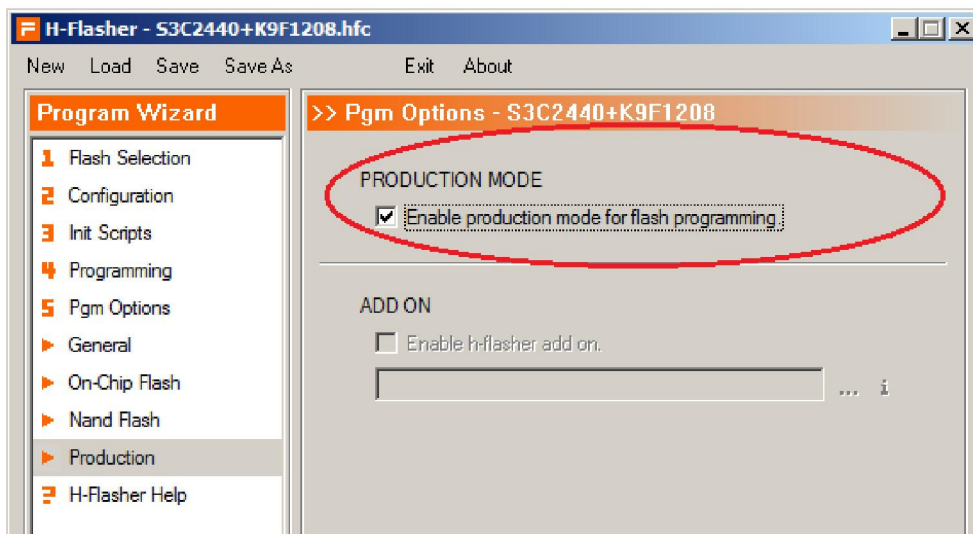 H-Flasher - S3C2440+K9F1208.hfc
New Load Save Save As Exit About
Program Wizard
1 Flash Selection
2 Configuration
3 Init Scripts
4 Programming
5 Pgm Options
General
On-Chip Flash
Nand Flash
Production
? H-Flasher Help
>> Pgm Options - S3C2440+K9F1208
PRODUCTION MODE
Enable production mode for flash programming.
ADD ON
Enable h-flasher add on.
... i